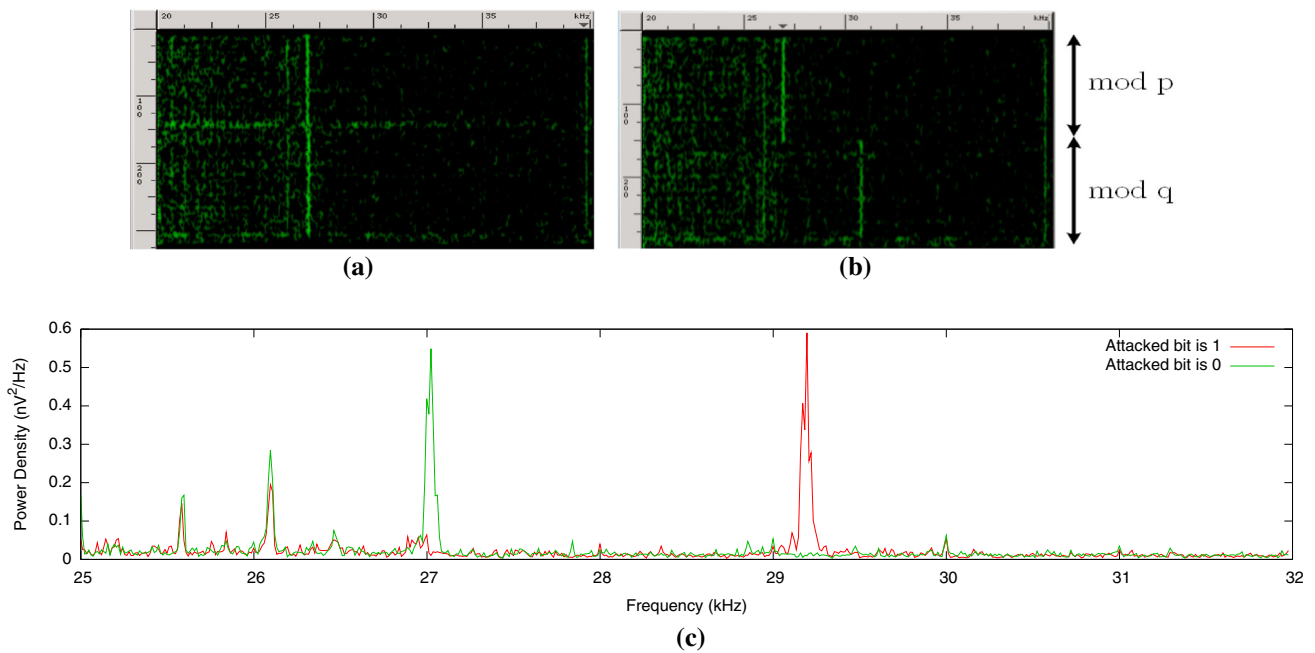 20 25 30 35 kHz
100
200
(a)
20 25 30 35 kHz
100
200
(b)
mod p
mod q
0.6
0.5
0.4
0.3
0.2
0.1
0
Power Density (nV²/Hz)
Attacked bit is 1
Attacked bit is 0
25 26 27 28 29 30 31 32
Frequency (kHz)
(c)